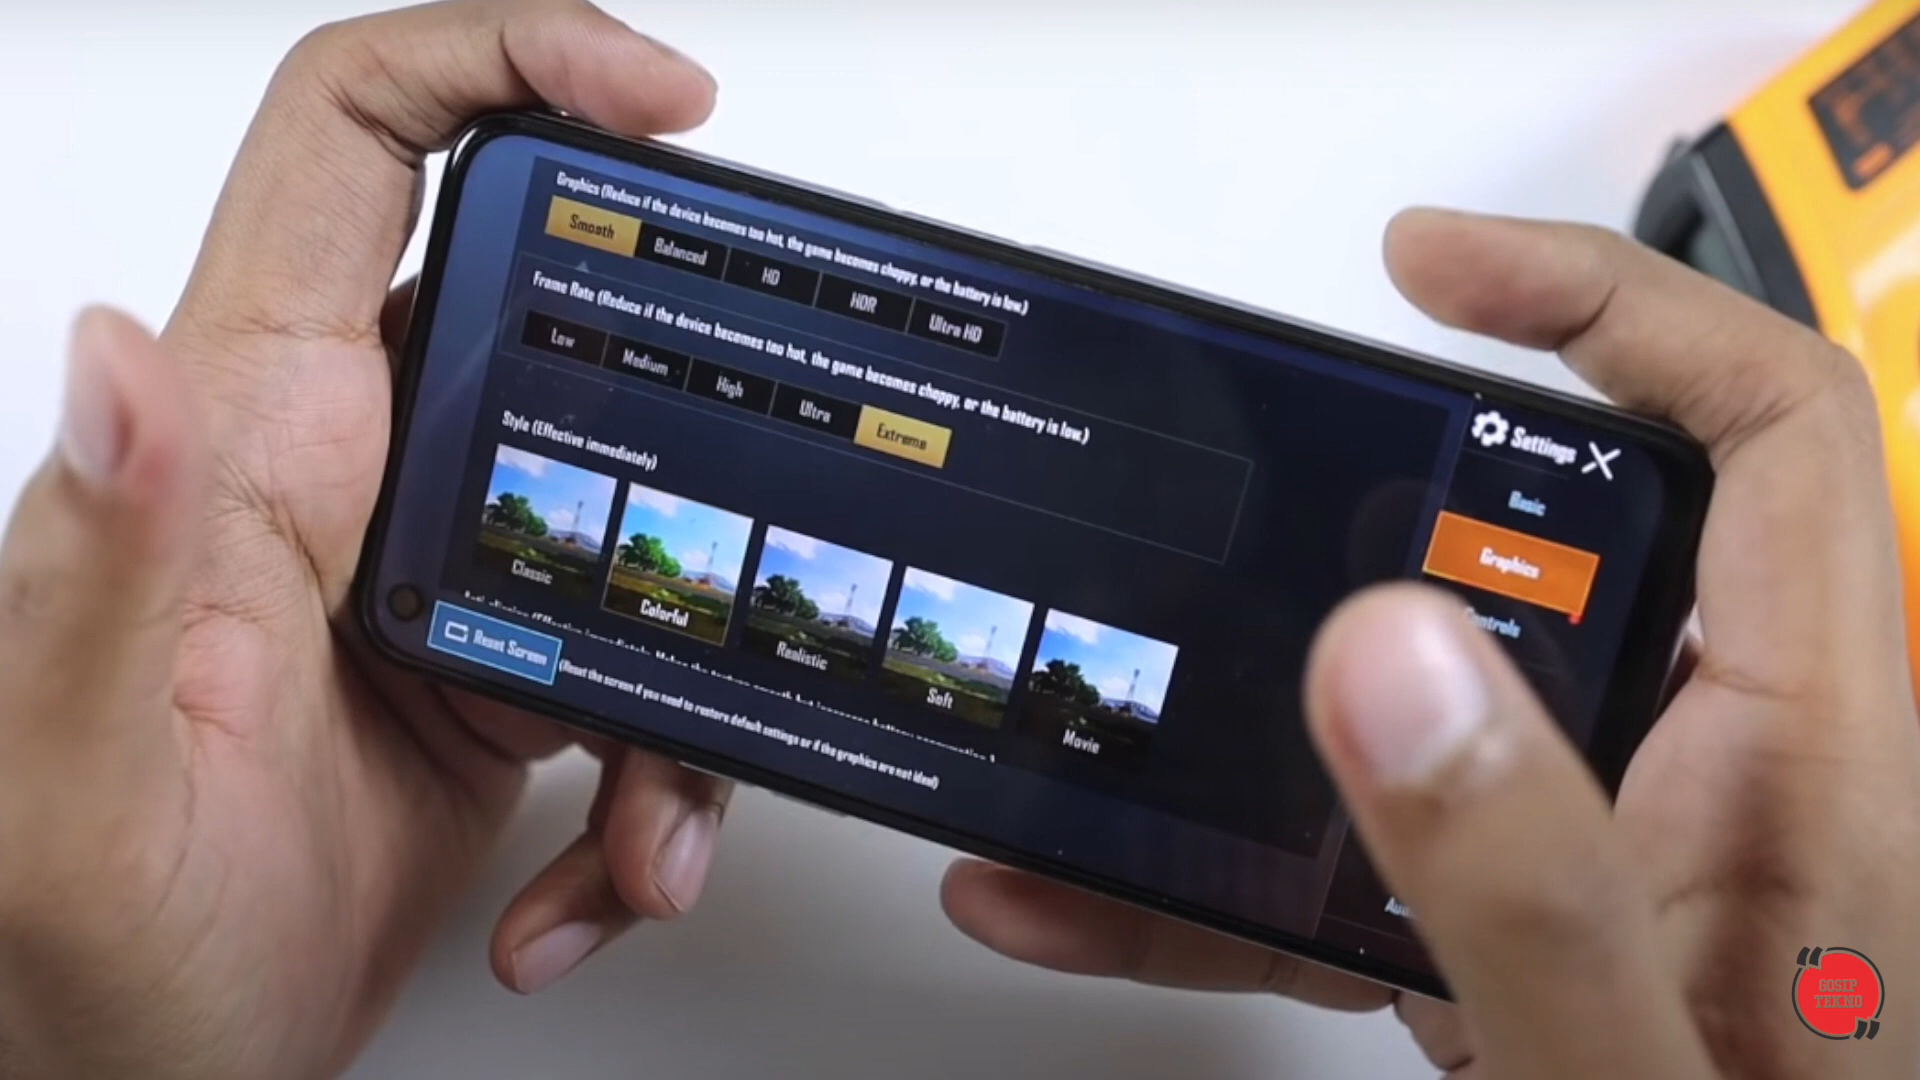 Graphics (Reduce if the device becomes too hot, the game becomes choppy, or the battery is low.)
Smooth
Balanced
HD
HDR
Ultra HD
Frame Rate (Reduce if the device becomes too hot, the game becomes choppy, or the battery is low.)
Low
Medium
High
Ultra
Extreme
Style (Effective immediately)
Classic
Colorful
Realistic
Soft
Movie
Reset Screen
(Reset the screen if you need to restore default settings or if the graphics are not ideal)
Settings
Basic
Graphics
Controls
GOSIP
TEKNO